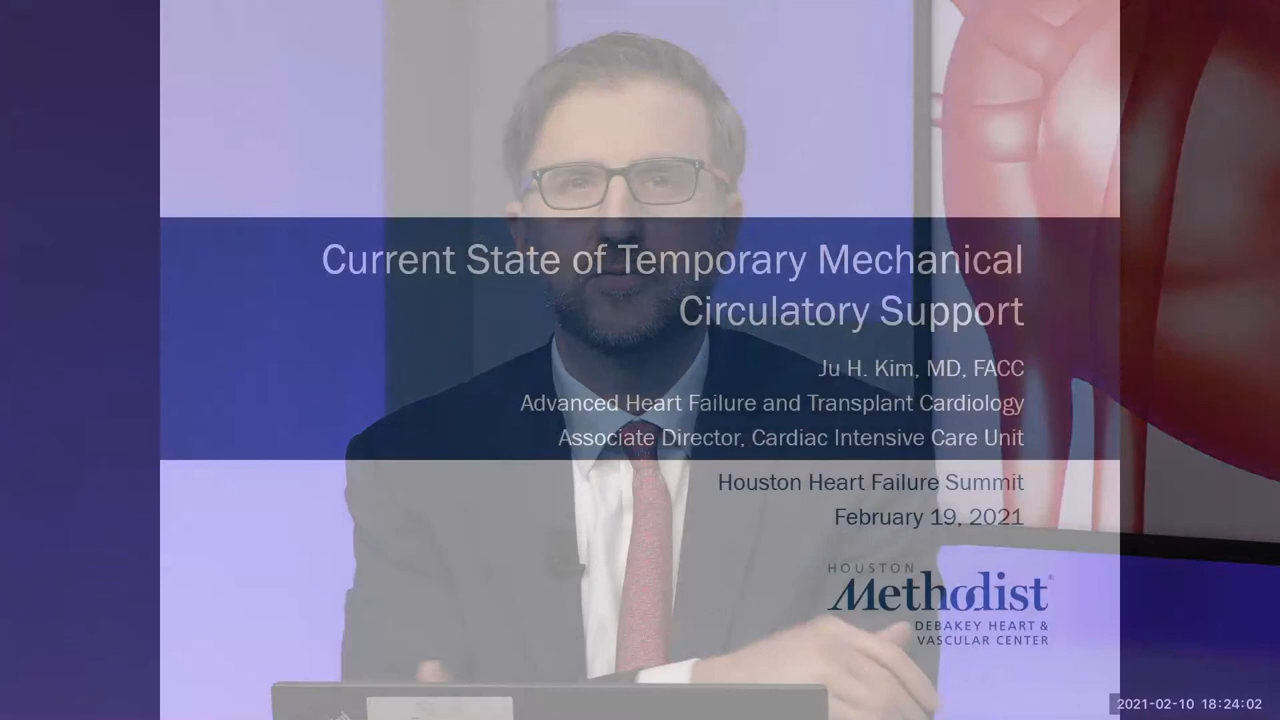 Current State of Temporary Mechanical
Circulatory Support
Ju H. Kim, MD, FACC
Advanced Heart Failure and Transplant Cardiology
Associate Director, Cardiac Intensive Care Unit
Houston Heart Failure Summit
February 19, 2021
HOUSTON
Methodist
DEBAKEY HEART &
VASCULAR CENTER
2021-02-10 18:24:02